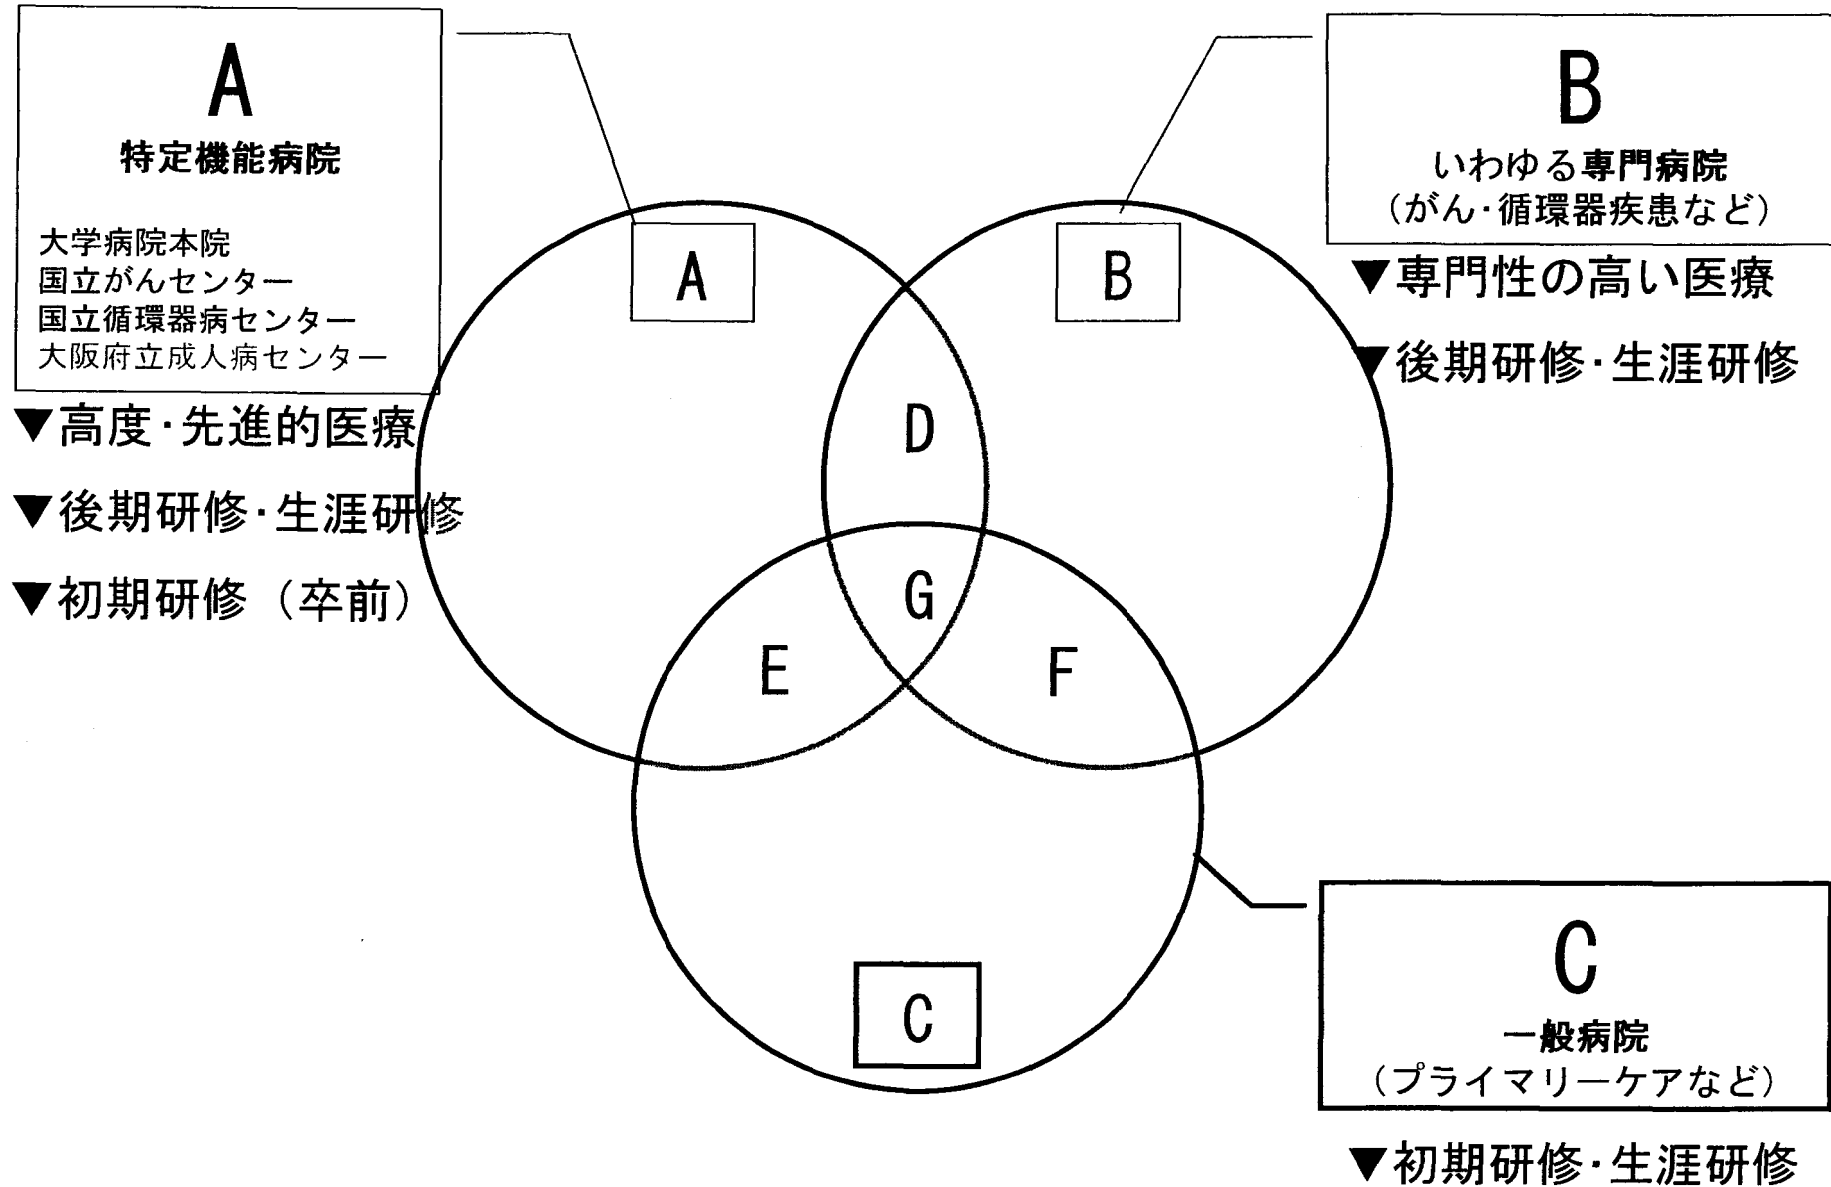 A
特定機能病院
大学病院本院
国立がんセンター
国立循環器病センター
大阪府立成人病センター
▼高度・先進的医療
▼後期研修・生涯研修
▼初期研修（卒前）
B
いわゆる専門病院
（がん・循環器疾患など）
▼専門性の高い医療
▼後期研修・生涯研修
A
B
D
G
E
F
C
C
一般病院
（プライマリーケアなど）
▼初期研修・生涯研修